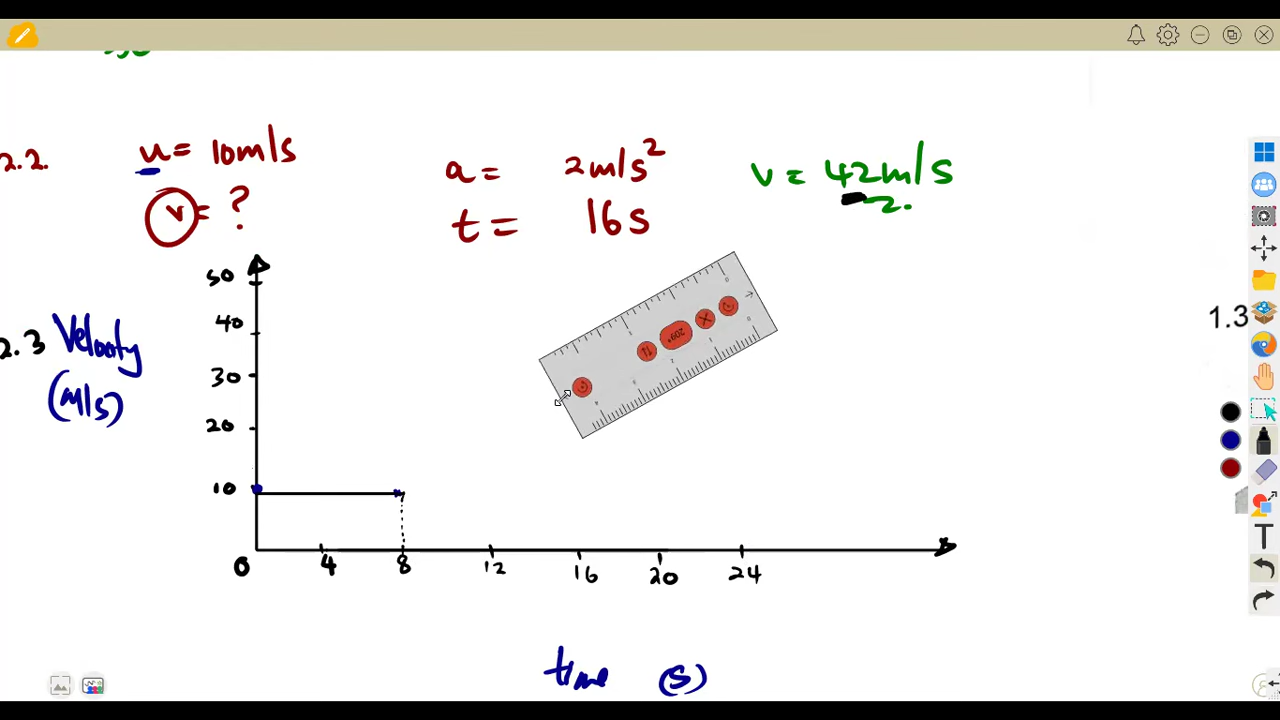 2.2. u = 10m/s a = 2m/s² v = 42m/s
2.
v = ? t = 16s
50
40
1.3
2.3 Velocity
(m/s)
30
20
10
0 4 8 12 16 20 24
time (s)